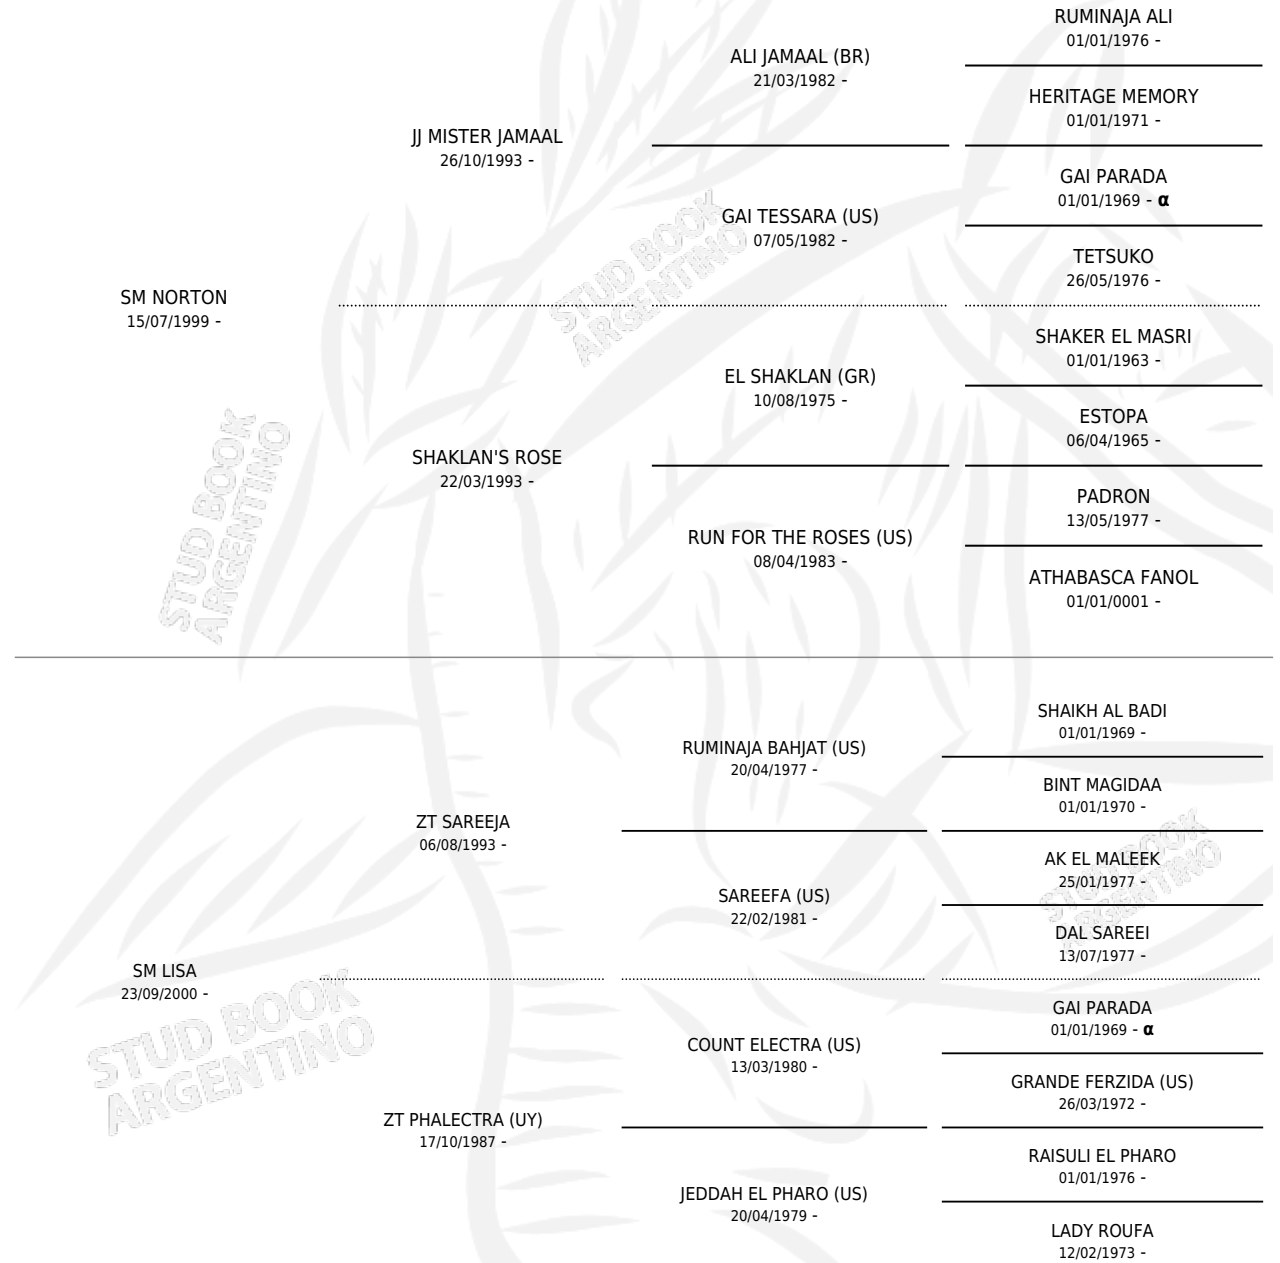 RUMINAJA ALI
01/01/1976 -
ALI JAMAAL (BR)
21/03/1982 -
HERITAGE MEMORY
01/01/1971 -
JJ MISTER JAMAAL
26/10/1993 -
GAI PARADA
01/01/1969 - α
GAI TESSARA (US)
07/05/1982 -
TETSUKO
26/05/1976 -
SM NORTON
15/07/1999 -
SHAKER EL MASRI
01/01/1963 -
EL SHAKLAN (GR)
10/08/1975 -
ESTOPA
06/04/1965 -
SHAKLAN'S ROSE
22/03/1993 -
PADRON
13/05/1977 -
RUN FOR THE ROSES (US)
08/04/1983 -
ATHABASCA FANOL
01/01/0001 -
SHAIKH AL BADI
01/01/1969 -
RUMINAJA BAHJAT (US)
20/04/1977 -
BINT MAGIDAA
01/01/1970 -
ZT SAREEJA
06/08/1993 -
AK EL MALEEK
25/01/1977 -
SAREEFA (US)
22/02/1981 -
DAL SAREEI
13/07/1977 -
SM LISA
23/09/2000 -
GAI PARADA
01/01/1969 - α
COUNT ELECTRA (US)
13/03/1980 -
GRANDE FERZIDA (US)
26/03/1972 -
ZT PHALECTRA (UY)
17/10/1987 -
RAISULI EL PHARO
01/01/1976 -
JEDDAH EL PHARO (US)
20/04/1979 -
LADY ROUFA
12/02/1973 -
STUD BOOK
ARGENTINO
STUD BOOK
ARGENTINO
STUD BOOK
ARGENTINO
STUD BOOK
ARGENTINO